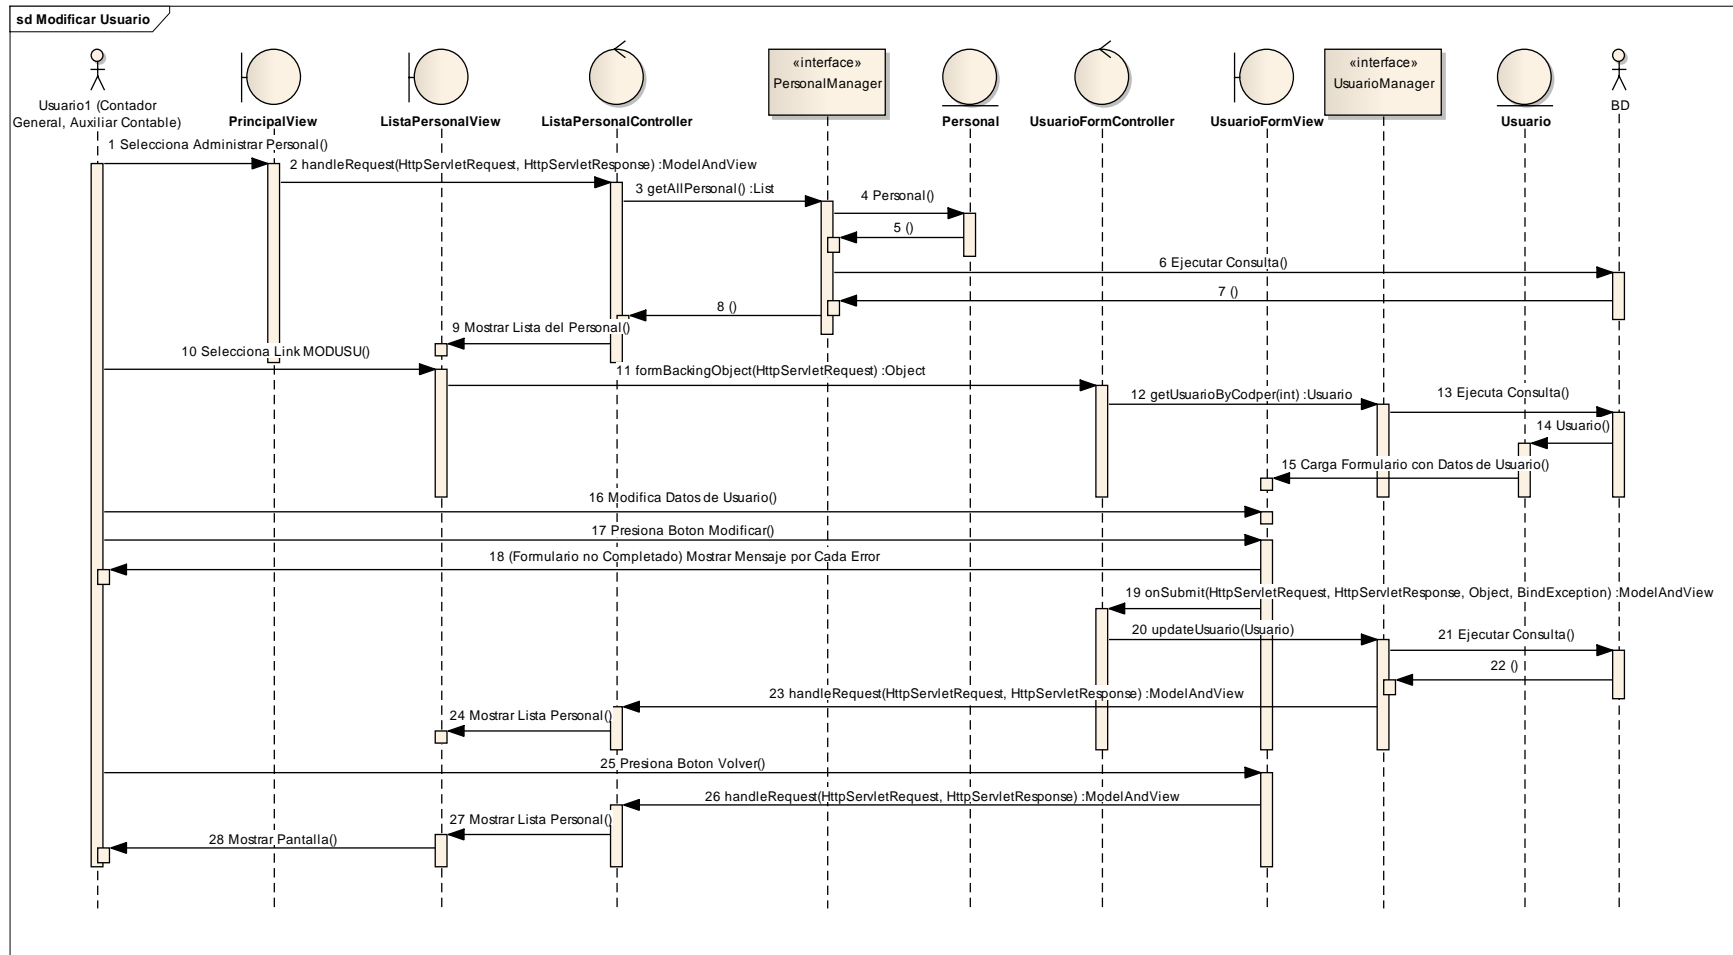 sd Modificar Usuario
Usuario1 (Contador
General, Auxiliar Contable)
PrincipalView
ListaPersonalView
ListaPersonalController
«interface»
PersonalManager
Personal
UsuarioFormController
UsuarioFormView
«interface»
UsuarioManager
Usuario
BD
1 Selecciona Administrar Personal()
2 handleRequest(HttpServletRequest, HttpServletResponse) :ModelAndView
3 getAllPersonal() :List
4 Personal()
5 ()
6 Ejecutar Consulta()
7 ()
8 ()
9 Mostrar Lista del Personal()
10 Selecciona Link MODUSU()
11 formBackingObject(HttpServletRequest) :Object
12 getUsuarioByCodper(int) :Usuario
13 Ejecuta Consulta()
14 Usuario()
15 Carga Formulario con Datos de Usuario()
16 Modifica Datos de Usuario()
17 Presiona Boton Modificar()
18 (Formulario no Completado) Mostrar Mensaje por Cada Error
19 onSubmit(HttpServletRequest, HttpServletResponse, Object, BindException) :ModelAndView
20 updateUsuario(Usuario)
21 Ejecutar Consulta()
22 ()
23 handleRequest(HttpServletRequest, HttpServletResponse) :ModelAndView
24 Mostrar Lista Personal()
25 Presiona Boton Volver()
26 handleRequest(HttpServletRequest, HttpServletResponse) :ModelAndView
27 Mostrar Lista Personal()
28 Mostrar Pantalla()